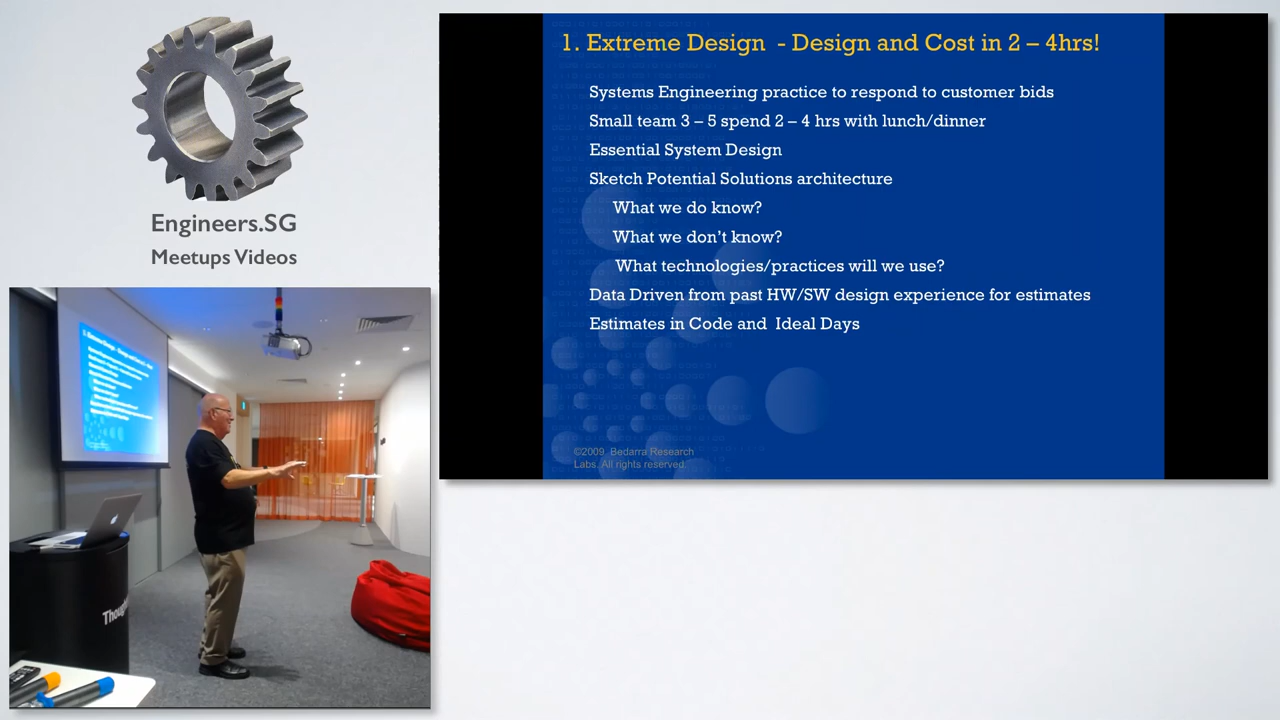 Engineers.SG
Meetups Videos
1. Extreme Design - Design and Cost in 2 – 4hrs!
Systems Engineering practice to respond to customer bids
Small team 3 – 5 spend 2 – 4 hrs with lunch/dinner
Essential System Design
Sketch Potential Solutions architecture
What we do know?
What we don’t know?
What technologies/practices will we use?
Data Driven from past HW/SW design experience for estimates
Estimates in Code and Ideal Days
©2009 Bedarra Research
Labs. All rights reserved.